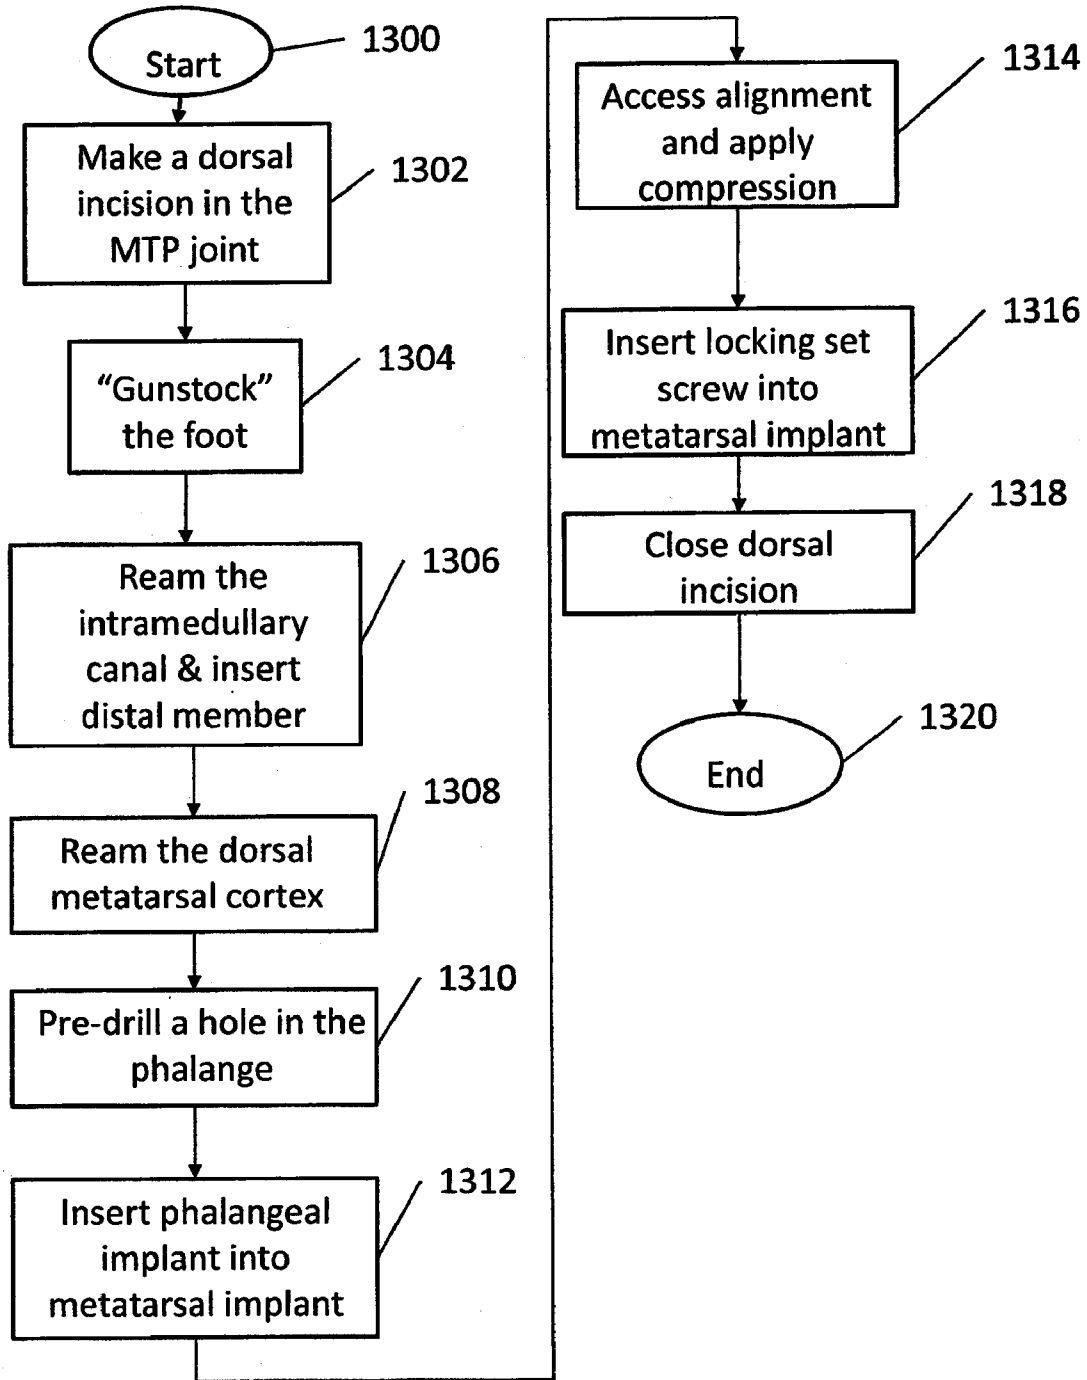 Start
1300
Make a dorsal
incision in the
MTP joint
1302
“Gunstock”
the foot
1304
Ream the
intramedullary
canal & insert
distal member
1306
Ream the dorsal
metatarsal cortex
1308
Pre-drill a hole in the
phalange
1310
Insert phalangeal
implant into
metatarsal implant
1312
Access alignment
and apply
compression
1314
Insert locking set
screw into
metatarsal implant
1316
Close dorsal
incision
1318
End
1320